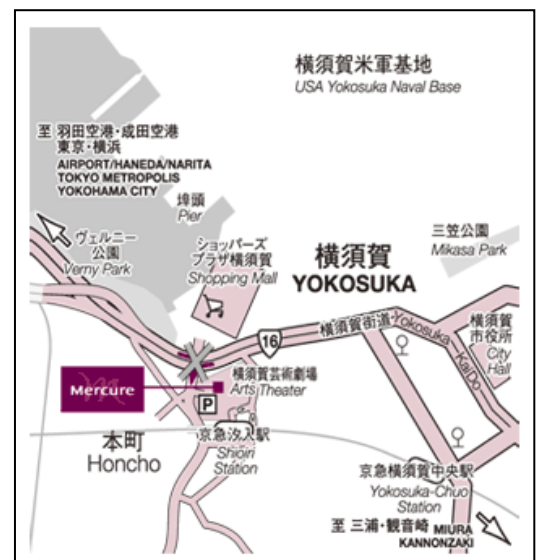 横須賀米軍基地
USA Yokosuka Naval Base
至 羽田空港・成田空港
東京・横浜
AIRPORT/HANEDA/NARITA
TOKYO METROPOLIS
YOKOHAMA CITY
埠頭
Pier
ヴェルニー
公園
Verny Park
ショッパーズ
プラザ横須賀
Shopping Mall
横須賀
YOKOSUKA
三笠公園
Mikasa Park
16
横須賀街道 Yokosuka KaiDo
横須賀
市役所
City
Hall
Mercure
横須賀芸術劇場
Arts Theater
P
本町
Honcho
京急汐入駅
Shioiri
Station
京急横須賀中央駅
Yokosuka-Chuo
Station
至 三浦・観音崎 MIURA
KANNONZAKI